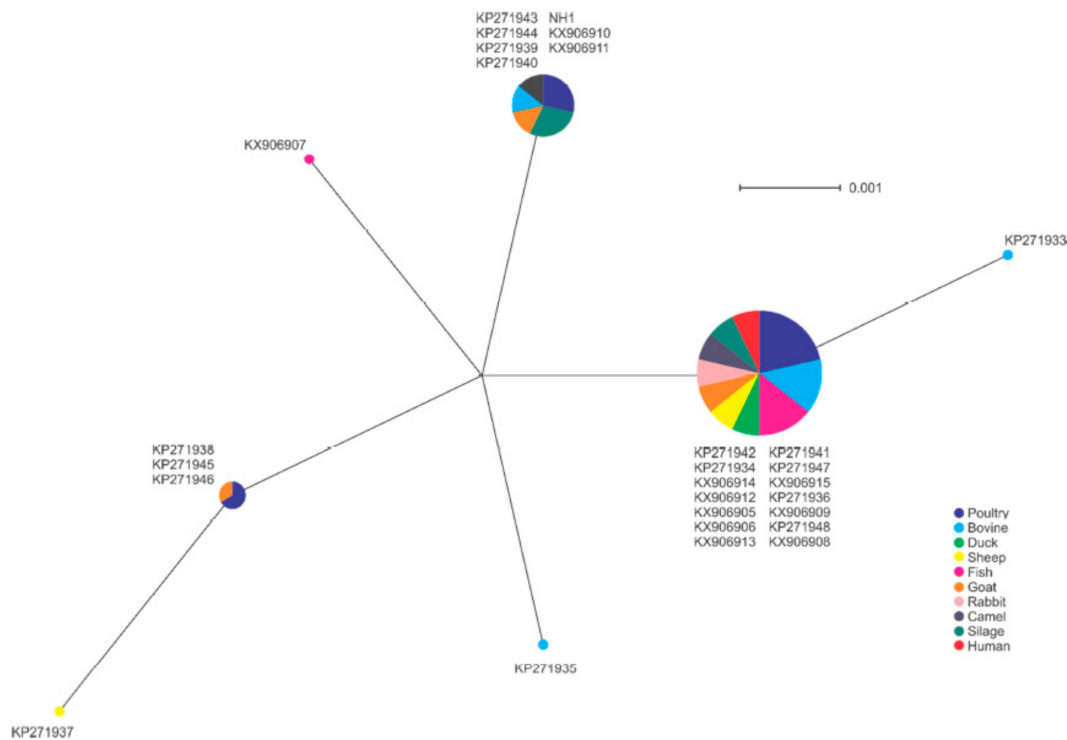 KP271943 NH1
KP271944 KX906910
KP271939 KX906911
KP271940
KX906907
0.001
KP271933
KP271938
KP271945
KP271946
KP271942 KP271941
KP271934 KP271947
KX906914 KX906915
KX906912 KP271936
KX906905 KX906909
KX906906 KP271948
KX906913 KX906908
Poultry
Bovine
Duck
Sheep
Fish
Goat
Rabbit
Camel
Silage
Human
KP271935
KP271937